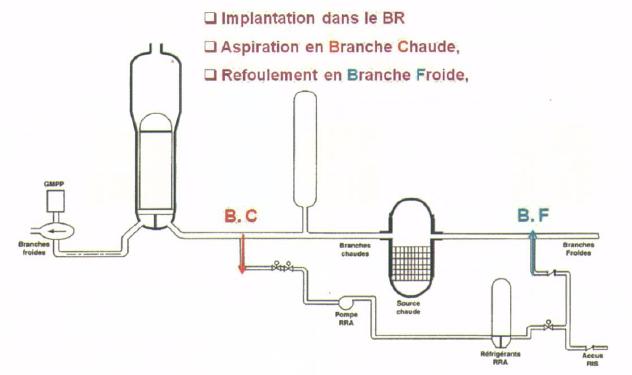 ❑ Implantation dans le BR
❑ Aspiration en Branche Chaude,
❑ Refoulement en Branche Froide,
GMPP
B.C
B.F
Branches
froides
Branches
chaudes
Branches
Froides
Source
chaude
Pompe
RRA
Réfrigérants
RRA
Accus
RIS